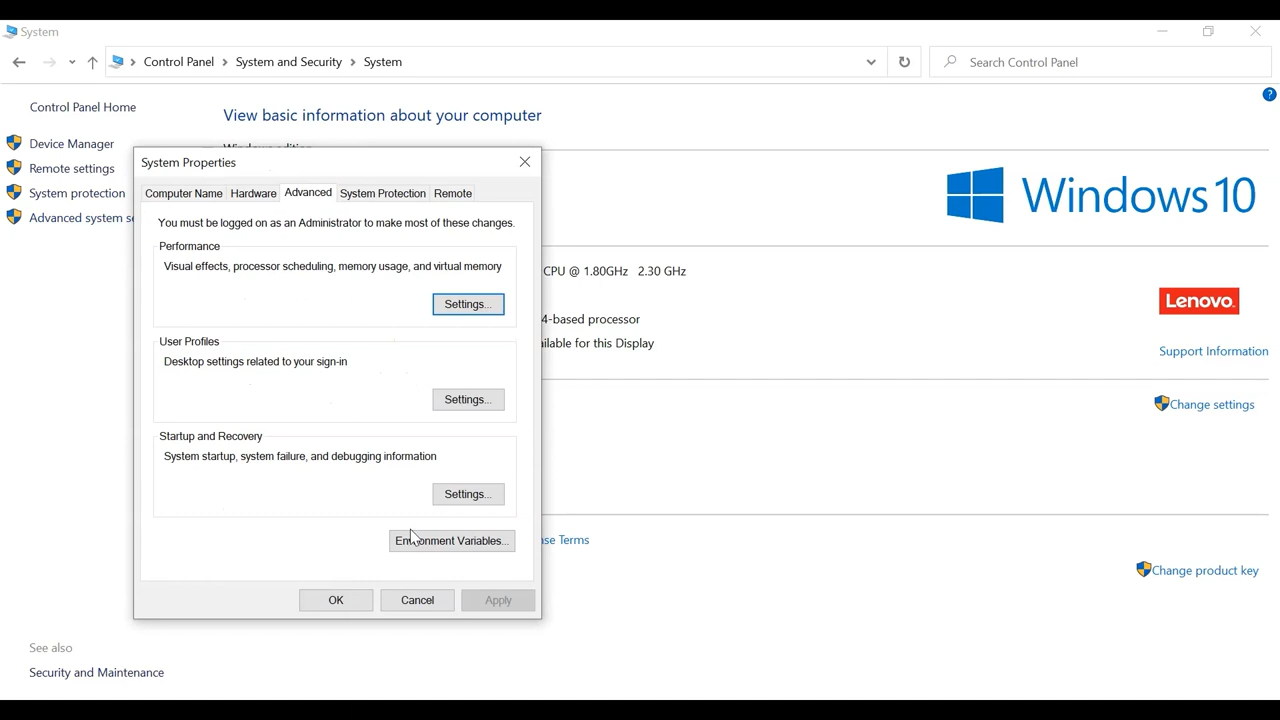 System
Control Panel > System and Security > System
Search Control Panel
Control Panel Home
Device Manager
Remote settings
System protection
Advanced system se
View basic information about your computer
System Properties
Computer Name Hardware Advanced System Protection Remote
You must be logged on as an Administrator to make most of these changes.
Performance
Visual effects, processor scheduling, memory usage, and virtual memory
Settings...
User Profiles
Desktop settings related to your sign-in
Settings...
Startup and Recovery
System startup, system failure, and debugging information
Settings...
Environment Variables...
OK Cancel Apply
Windows 10
CPU @ 1.80GHz 2.30 GHz
4-based processor
ilable for this Display
Lenovo
Support Information
Change settings
se Terms
Change product key
See also
Security and Maintenance